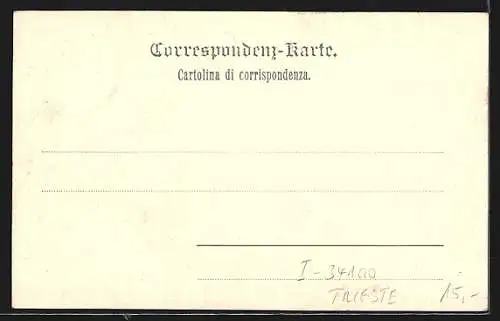 Correspondenz-Karte.
Cartolina di corrispondenza.
I-34100
TRIESTE 15,-